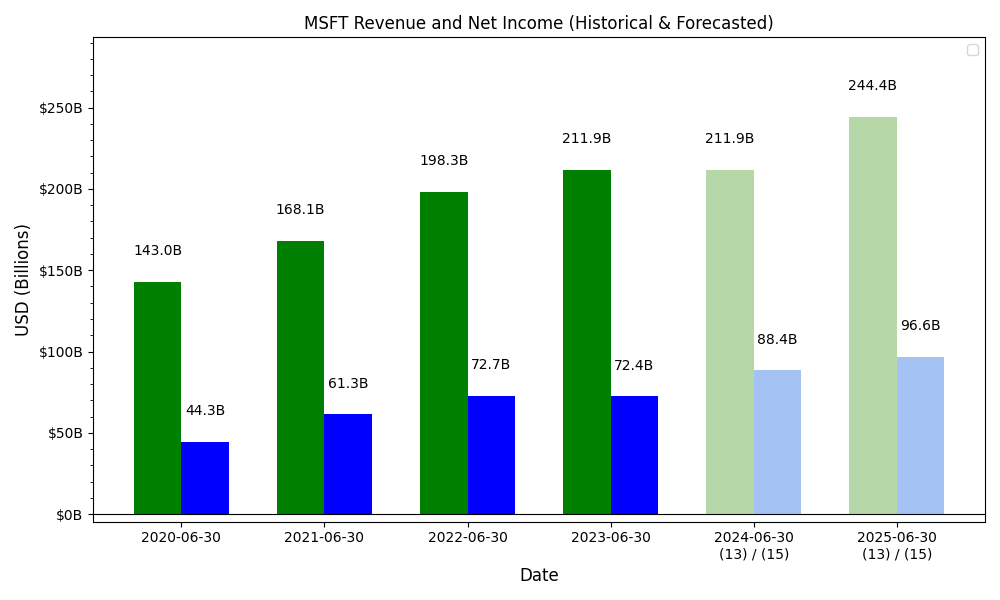 MSFT Revenue and Net Income (Historical & Forecasted)
USD (Billions)
$250B
$200B
$150B
$100B
$50B
$0B
143.0B
44.3B
168.1B
61.3B
198.3B
72.7B
211.9B
72.4B
211.9B
88.4B
244.4B
96.6B
2020-06-30
2021-06-30
2022-06-30
2023-06-30
2024-06-30
(13) / (15)
2025-06-30
(13) / (15)
Date